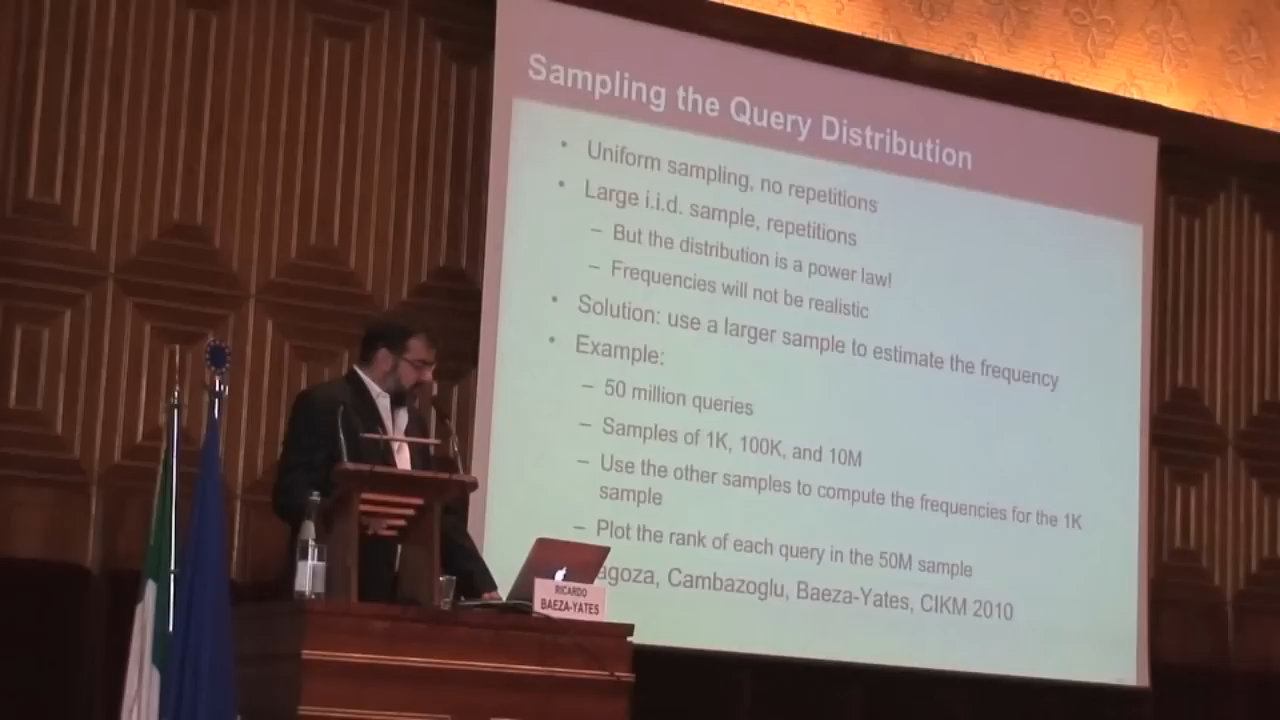 Sampling the Query Distribution
• Uniform sampling, no repetitions
• Large i.i.d. sample, repetitions
– But the distribution is a power law!
– Frequencies will not be realistic
• Solution: use a larger sample to estimate the frequency
• Example:
– 50 million queries
– Samples of 1K, 100K, and 10M
– Use the other samples to compute the frequencies for the 1K
sample
– Plot the rank of each query in the 50M sample
agoza, Cambazoglu, Baeza-Yates, CIKM 2010
RICARDO
BAEZA-YATES